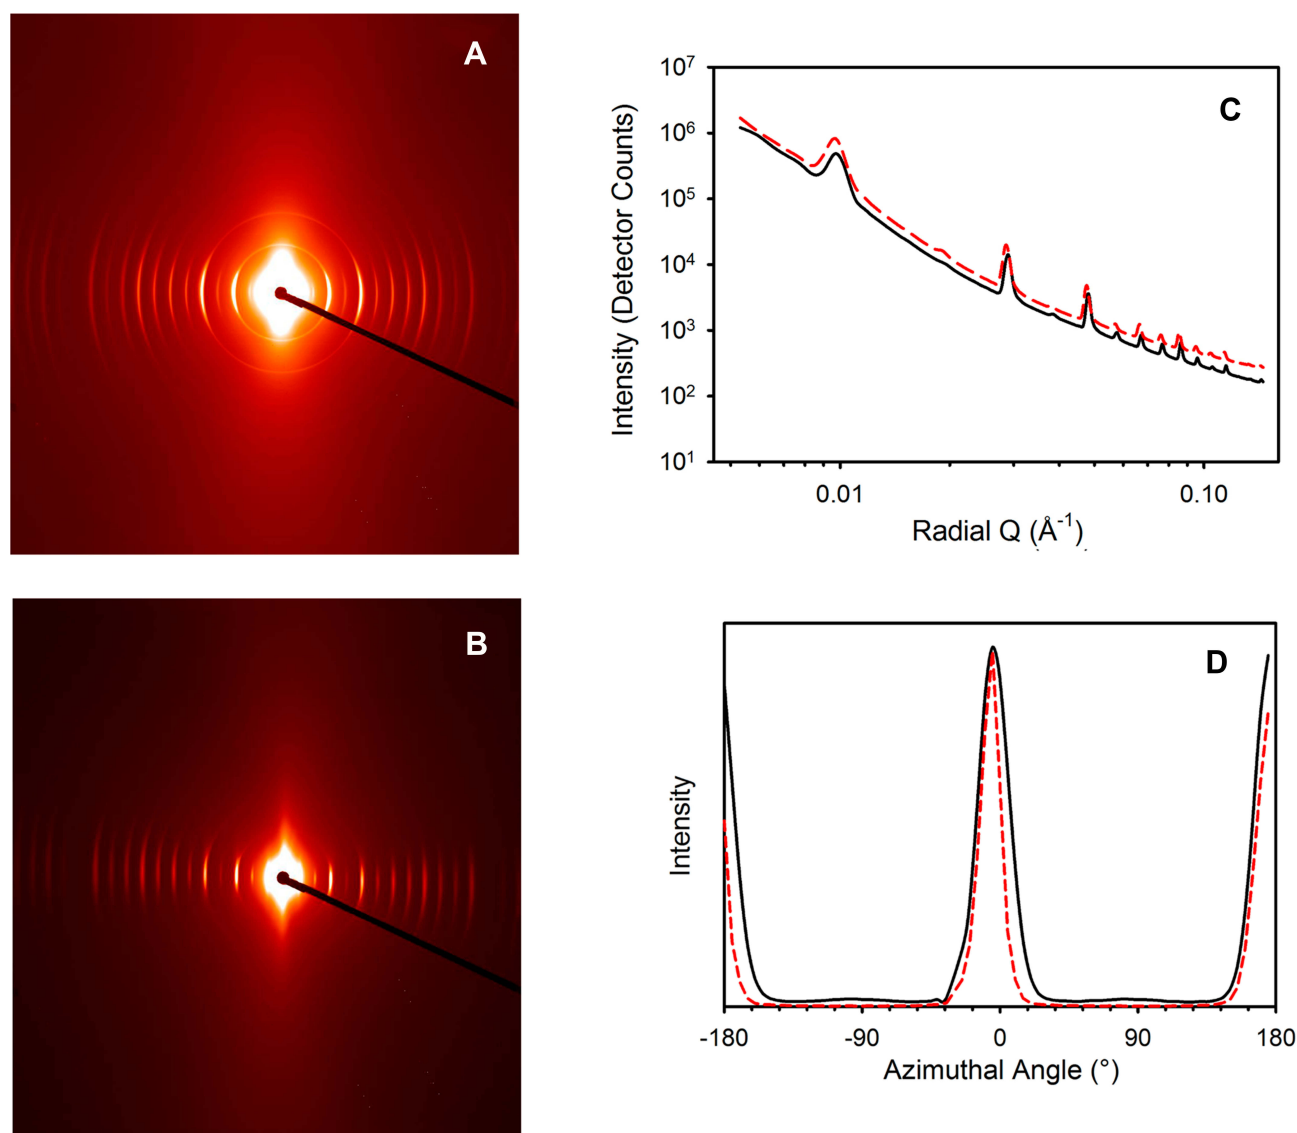 A
B
C
Intensity (Detector Counts)
10⁷
10⁶
10⁵
10⁴
10³
10²
10¹
0.01 0.10
Radial Q (Å⁻¹)
D
Intensity
-180 -90 0 90 180
Azimuthal Angle (°)